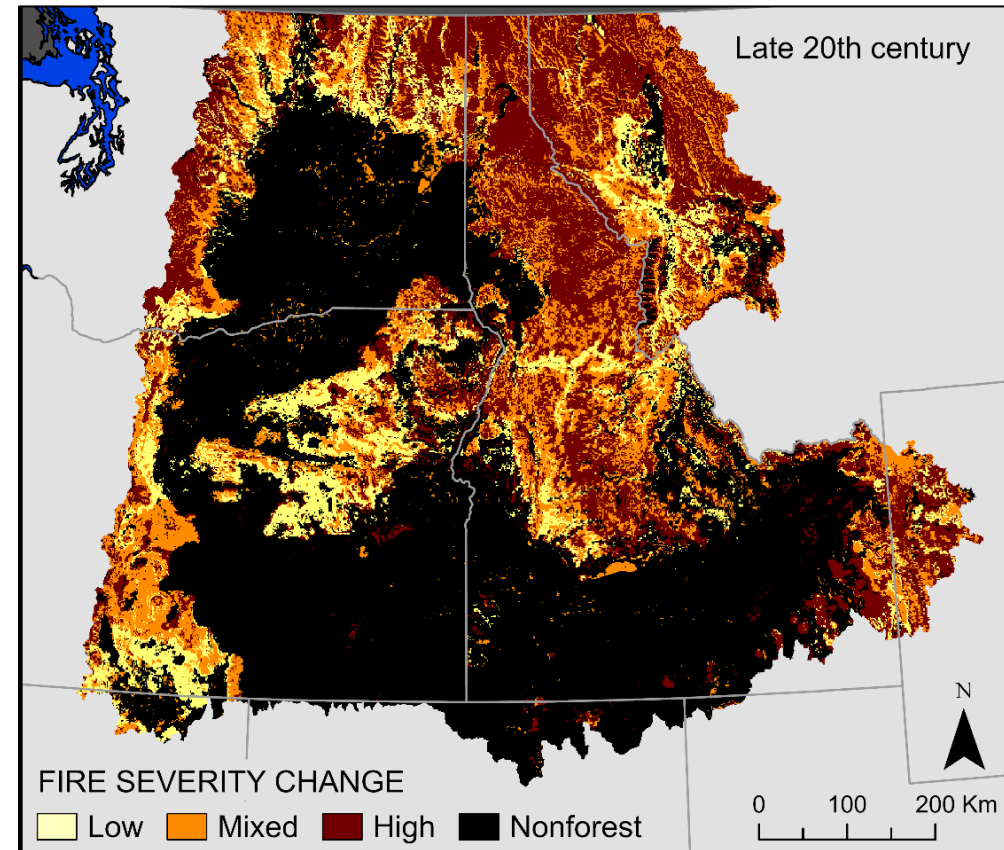 Late 20th century
N
FIRE SEVERITY CHANGE
Low Mixed High Nonforest
0 100 200 Km